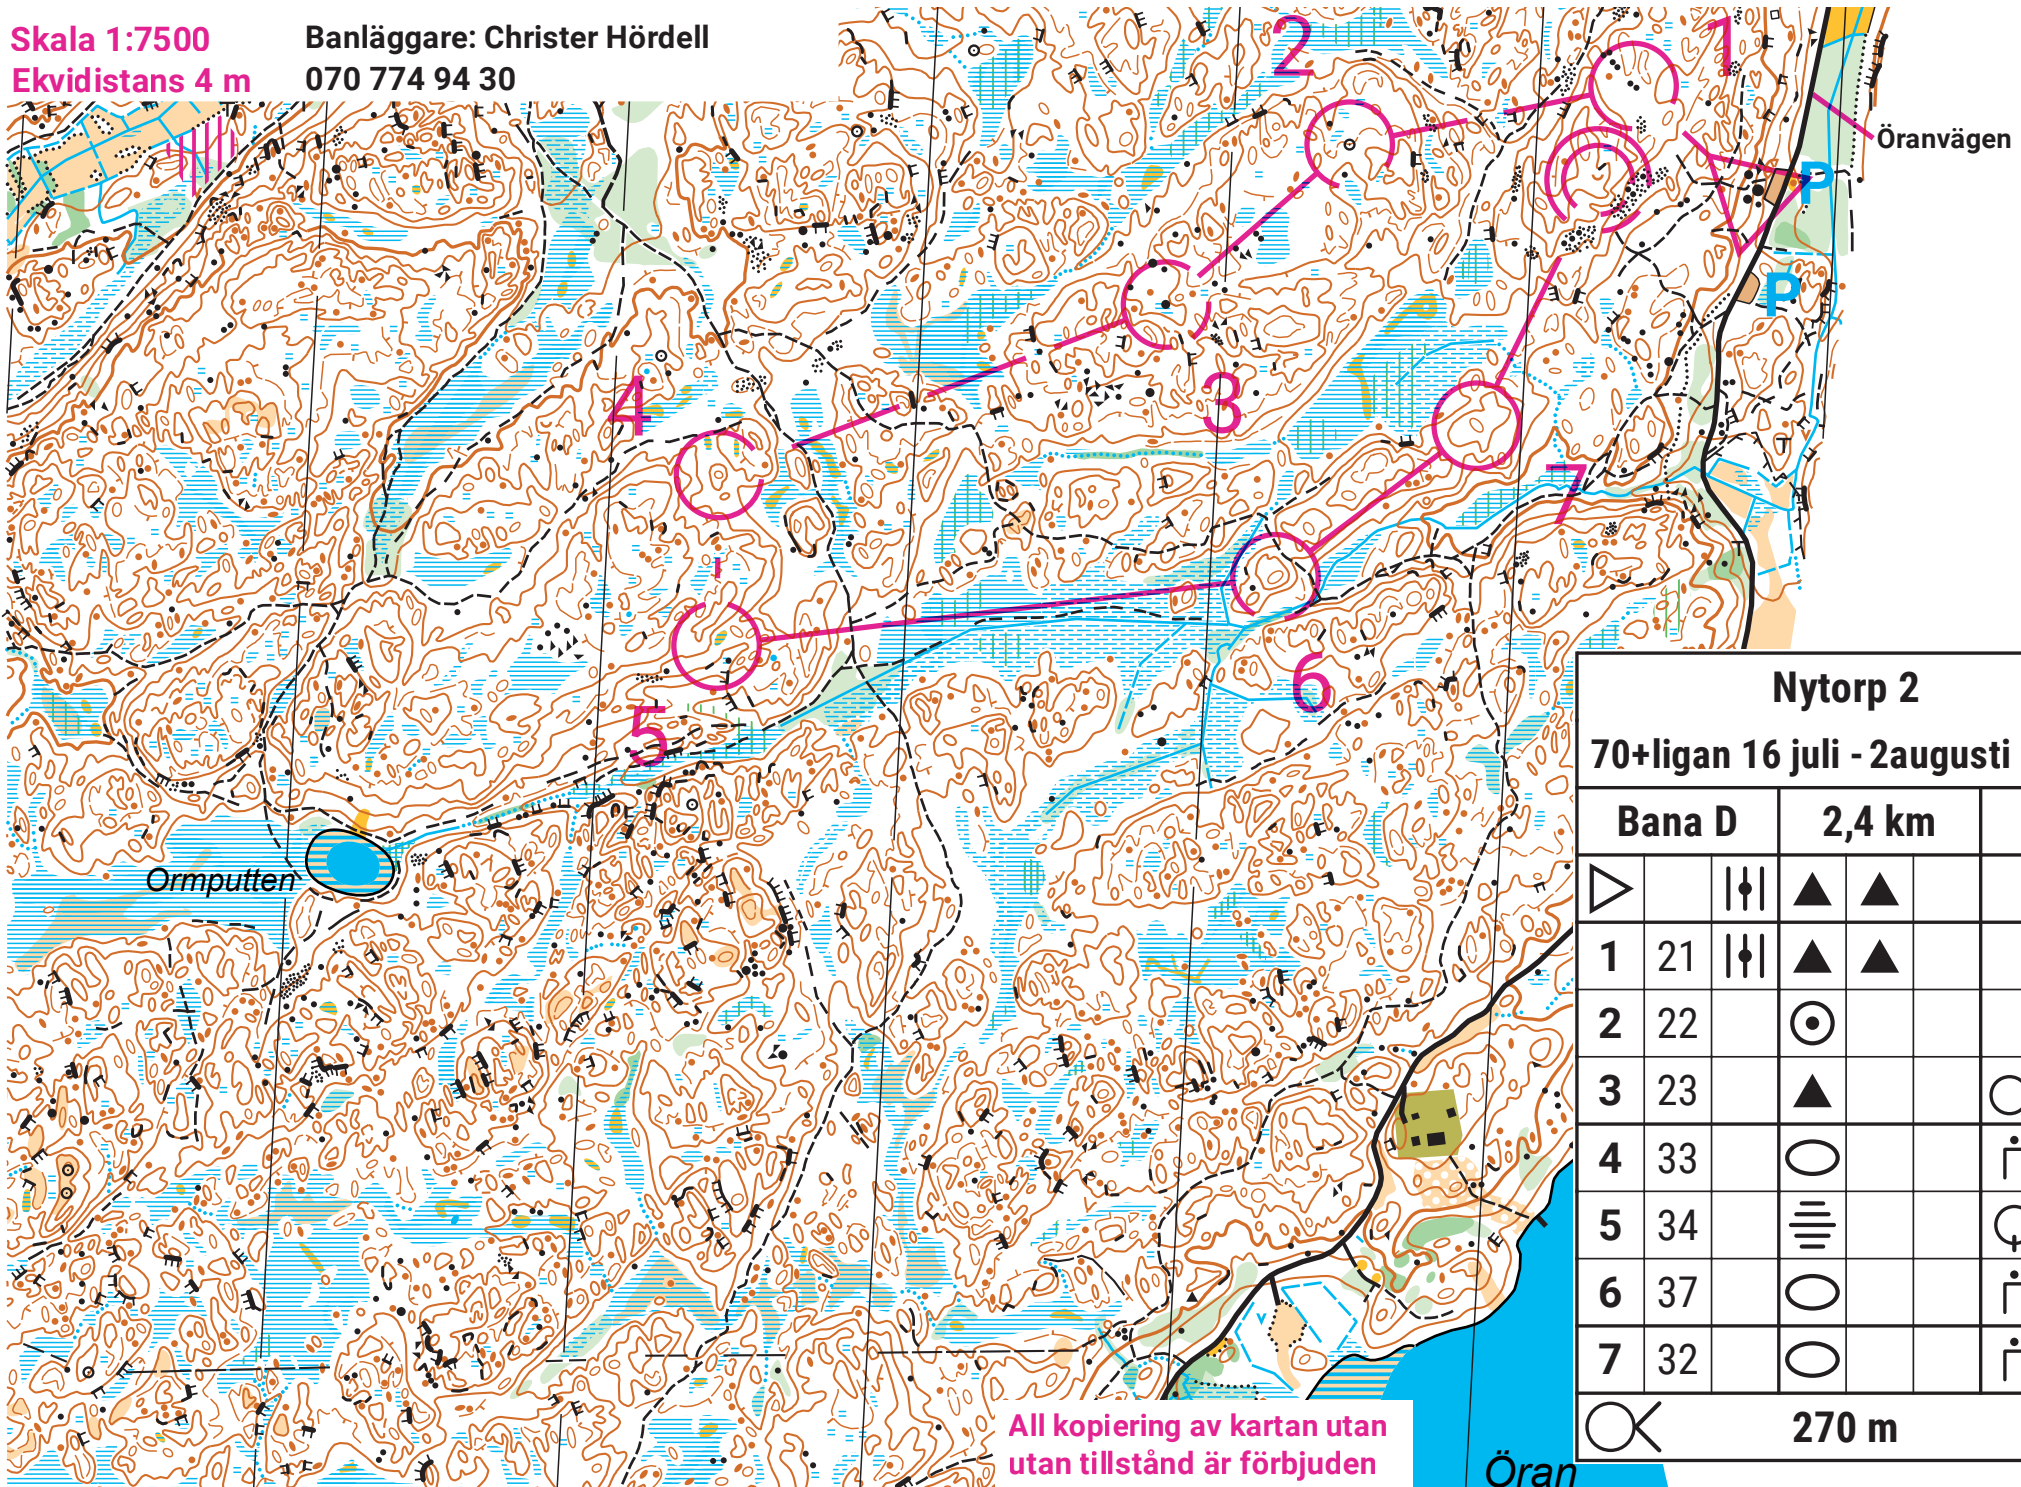 Skala 1:7500
Ekvidistans 4 m
Banläggare: Christer Hördell
070 774 94 30
2
1
Öranvägen
P
P
3
4
7
6
5
Ormputten
Nytorp 2
70+ligan 16 juli - 2augusti
Bana D 2,4 km
1 21
2 22
3 23
4 33
5 34
6 37
7 32
270 m
All kopiering av kartan utan
utan tillstånd är förbjuden
Öran